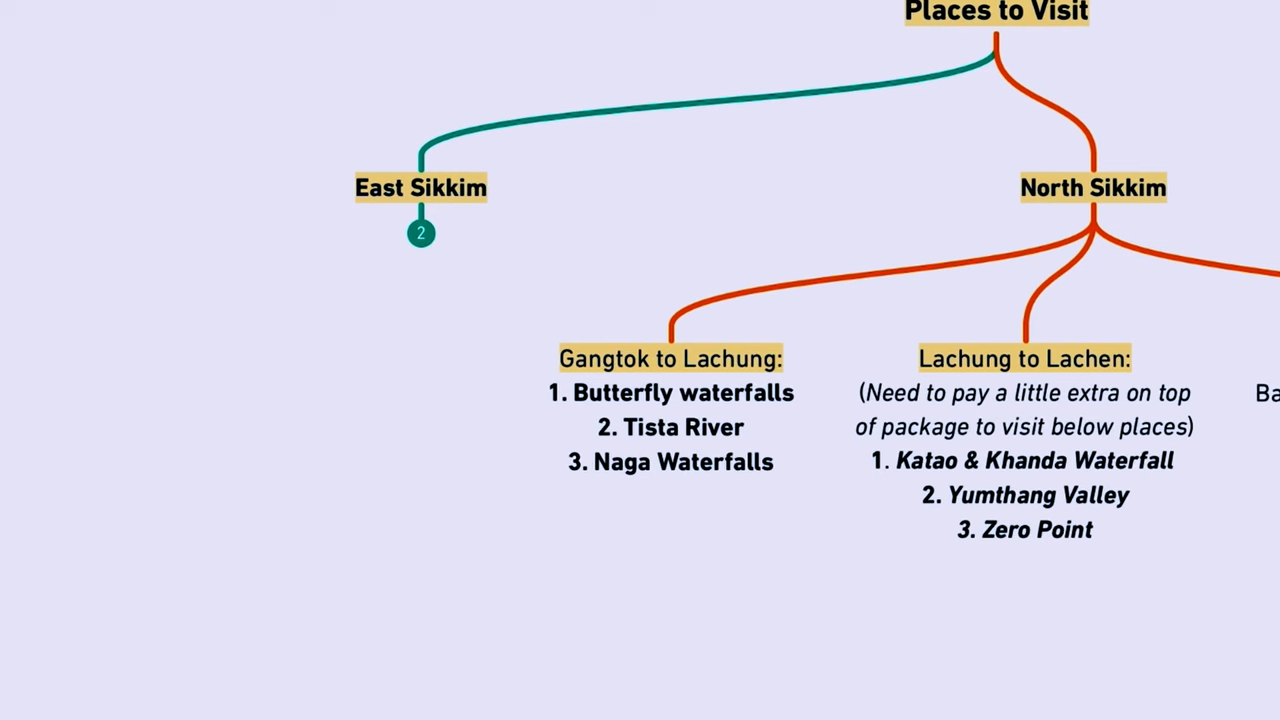 Places to Visit
East Sikkim
2
North Sikkim
Gangtok to Lachung:
1. Butterfly waterfalls
2. Tista River
3. Naga Waterfalls
Lachung to Lachen:
(Need to pay a little extra on top
of package to visit below places)
1. Katao & Khanda Waterfall
2. Yumthang Valley
3. Zero Point